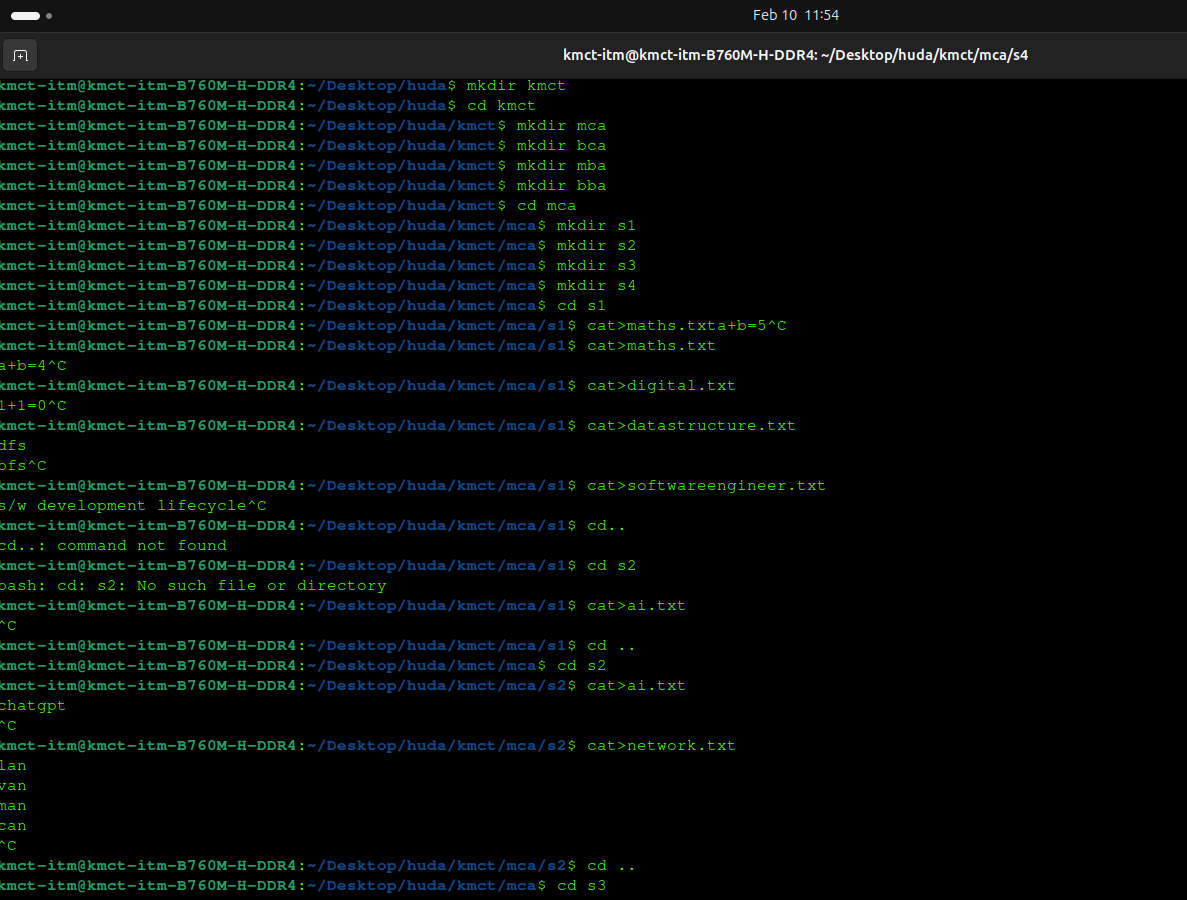 Feb 10 11:54
kmct-itm@kmct-itm-B760M-H-DDR4: ~/Desktop/huda/kmct/mca/s4
kmct-itm@kmct-itm-B760M-H-DDR4:~/Desktop/huda$ mkdir kmct
kmct-itm@kmct-itm-B760M-H-DDR4:~/Desktop/huda$ cd kmct
kmct-itm@kmct-itm-B760M-H-DDR4:~/Desktop/huda/kmct$ mkdir mca
kmct-itm@kmct-itm-B760M-H-DDR4:~/Desktop/huda/kmct$ mkdir bca
kmct-itm@kmct-itm-B760M-H-DDR4:~/Desktop/huda/kmct$ mkdir mba
kmct-itm@kmct-itm-B760M-H-DDR4:~/Desktop/huda/kmct$ mkdir bba
kmct-itm@kmct-itm-B760M-H-DDR4:~/Desktop/huda/kmct$ cd mca
kmct-itm@kmct-itm-B760M-H-DDR4:~/Desktop/huda/kmct/mca$ mkdir s1
kmct-itm@kmct-itm-B760M-H-DDR4:~/Desktop/huda/kmct/mca$ mkdir s2
kmct-itm@kmct-itm-B760M-H-DDR4:~/Desktop/huda/kmct/mca$ mkdir s3
kmct-itm@kmct-itm-B760M-H-DDR4:~/Desktop/huda/kmct/mca$ mkdir s4
kmct-itm@kmct-itm-B760M-H-DDR4:~/Desktop/huda/kmct/mca$ cd s1
kmct-itm@kmct-itm-B760M-H-DDR4:~/Desktop/huda/kmct/mca/s1$ cat>maths.txta+b=5^C
kmct-itm@kmct-itm-B760M-H-DDR4:~/Desktop/huda/kmct/mca/s1$ cat>maths.txt
a+b=4^C
kmct-itm@kmct-itm-B760M-H-DDR4:~/Desktop/huda/kmct/mca/s1$ cat>digital.txt
1+1=0^C
kmct-itm@kmct-itm-B760M-H-DDR4:~/Desktop/huda/kmct/mca/s1$ cat>datastructure.txt
dfs
bfs^C
kmct-itm@kmct-itm-B760M-H-DDR4:~/Desktop/huda/kmct/mca/s1$ cat>softwareengineer.txt
s/w development lifecycle^C
kmct-itm@kmct-itm-B760M-H-DDR4:~/Desktop/huda/kmct/mca/s1$ cd..
cd..: command not found
kmct-itm@kmct-itm-B760M-H-DDR4:~/Desktop/huda/kmct/mca/s1$ cd s2
bash: cd: s2: No such file or directory
kmct-itm@kmct-itm-B760M-H-DDR4:~/Desktop/huda/kmct/mca/s1$ cat>ai.txt
^C
kmct-itm@kmct-itm-B760M-H-DDR4:~/Desktop/huda/kmct/mca/s1$ cd ..
kmct-itm@kmct-itm-B760M-H-DDR4:~/Desktop/huda/kmct/mca$ cd s2
kmct-itm@kmct-itm-B760M-H-DDR4:~/Desktop/huda/kmct/mca/s2$ cat>ai.txt
chatgpt
^C
kmct-itm@kmct-itm-B760M-H-DDR4:~/Desktop/huda/kmct/mca/s2$ cat>network.txt
lan
van
man
can
^C
kmct-itm@kmct-itm-B760M-H-DDR4:~/Desktop/huda/kmct/mca/s2$ cd ..
kmct-itm@kmct-itm-B760M-H-DDR4:~/Desktop/huda/kmct/mca$ cd s3